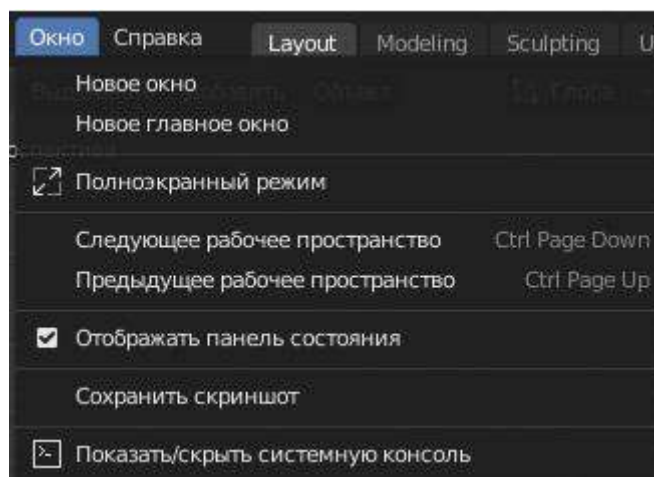 Окно Справка Layout Modeling Sculpting U
Новое окно
Новое главное окно
Полноэкранный режим
Следующее рабочее пространство Ctrl Page Down
Предыдущее рабочее пространство Ctrl Page Up
Отображать панель состояния
Сохранить скриншот
Показать/скрыть системную консоль